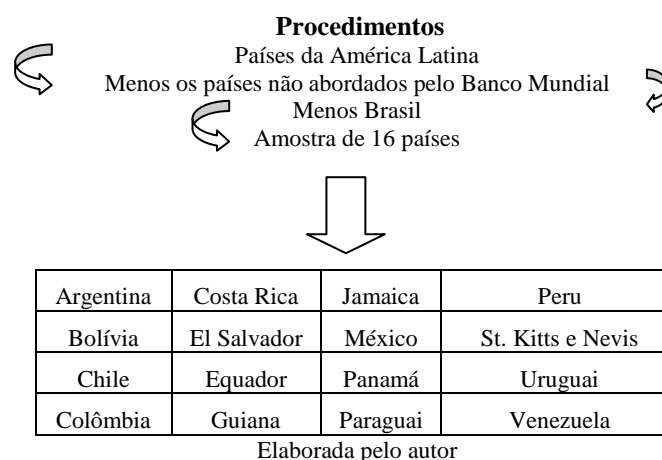 Procedimentos
Países da América Latina
Menos os países não abordados pelo Banco Mundial
Menos Brasil
Amostra de 16 países
Argentina Costa Rica Jamaica Peru
Bolívia El Salvador México St. Kitts e Nevis
Chile Equador Panamá Uruguai
Colômbia Guiana Paraguai Venezuela
Elaborada pelo autor